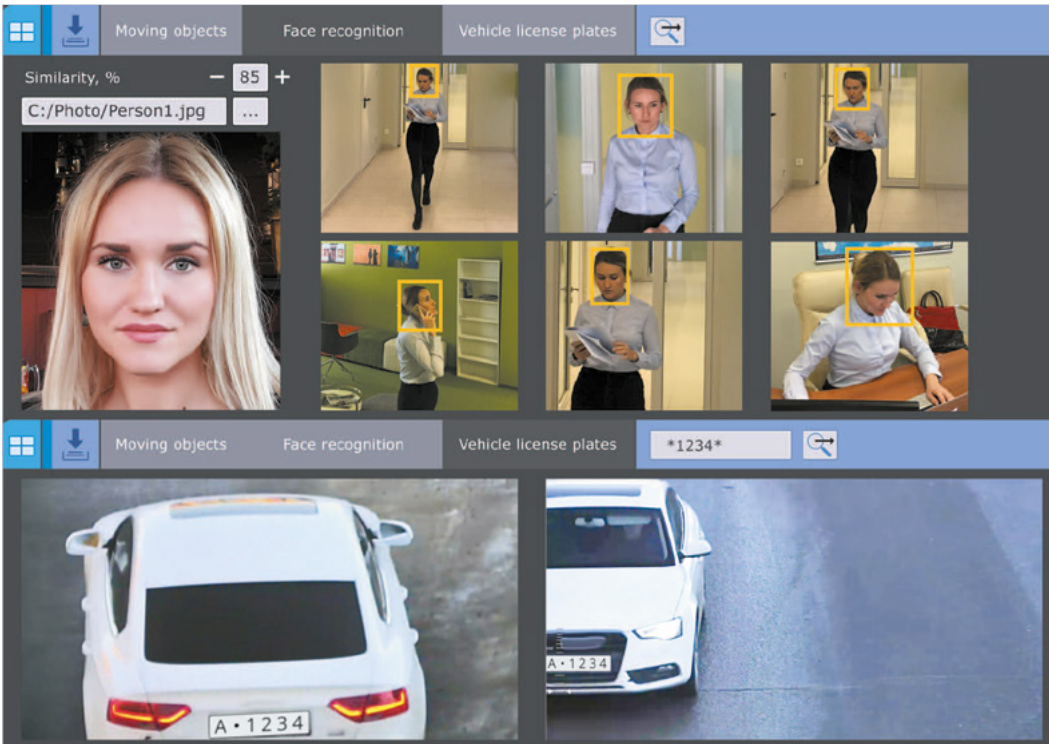 Moving objects
Face recognition
Vehicle license plates
Similarity, %
− 85 +
C:/Photo/Person1.jpg ...
Moving objects
Face recognition
Vehicle license plates
*1234*
A•1234
A•1234